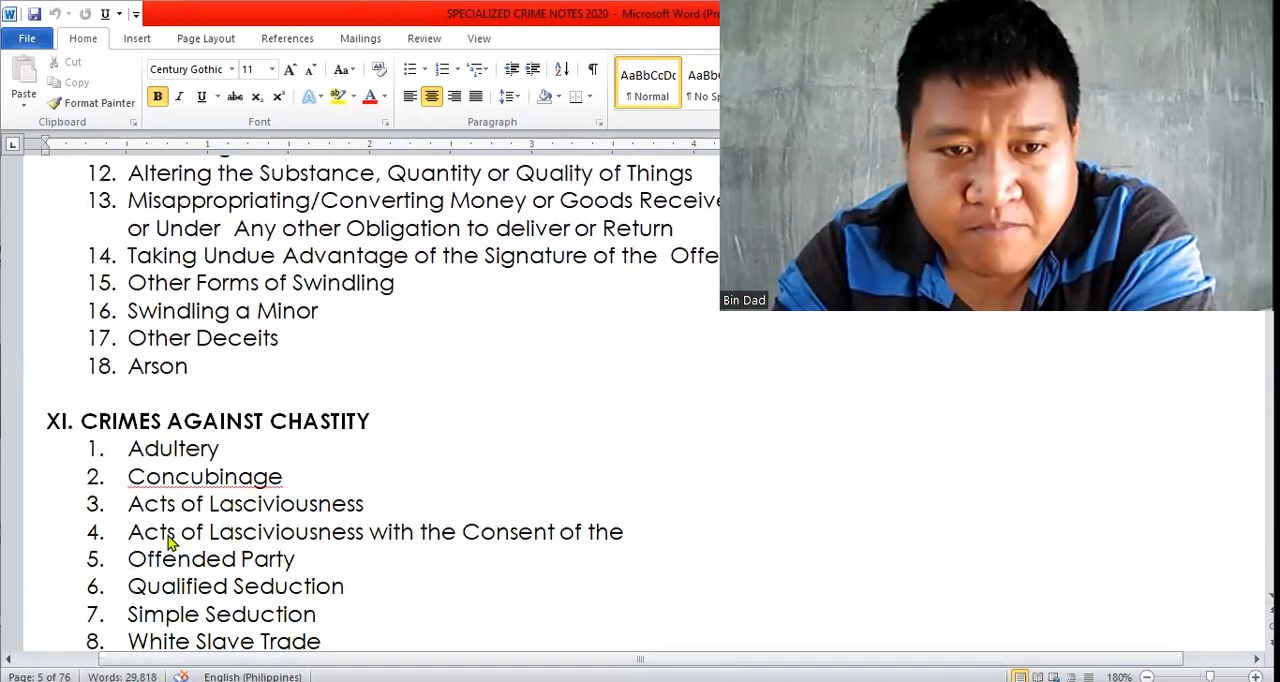 SPECIALIZED CRIME NOTES 2020 - Microsoft Word (Pro
File Home Insert Page Layout References Mailings Review View
Cut
Copy
Paste
Format Painter
Century Gothic 11
AaBbCcDc
AaBb
¶ Normal
¶ No Sp
Clipboard Font Paragraph
1 2 3 4
12. Altering the Substance, Quantity or Quality of Things
13. Misappropriating/Converting Money or Goods Receive
or Under Any other Obligation to deliver or Return
14. Taking Undue Advantage of the Signature of the Offe
15. Other Forms of Swindling
16. Swindling a Minor
17. Other Deceits
18. Arson
XI. CRIMES AGAINST CHASTITY
1. Adultery
2. Concubinage
3. Acts of Lasciviousness
4. Acts of Lasciviousness with the Consent of the
5. Offended Party
6. Qualified Seduction
7. Simple Seduction
8. White Slave Trade
Bin Dad
Page: 5 of 76 Words: 29,818 English (Philippines) 180%